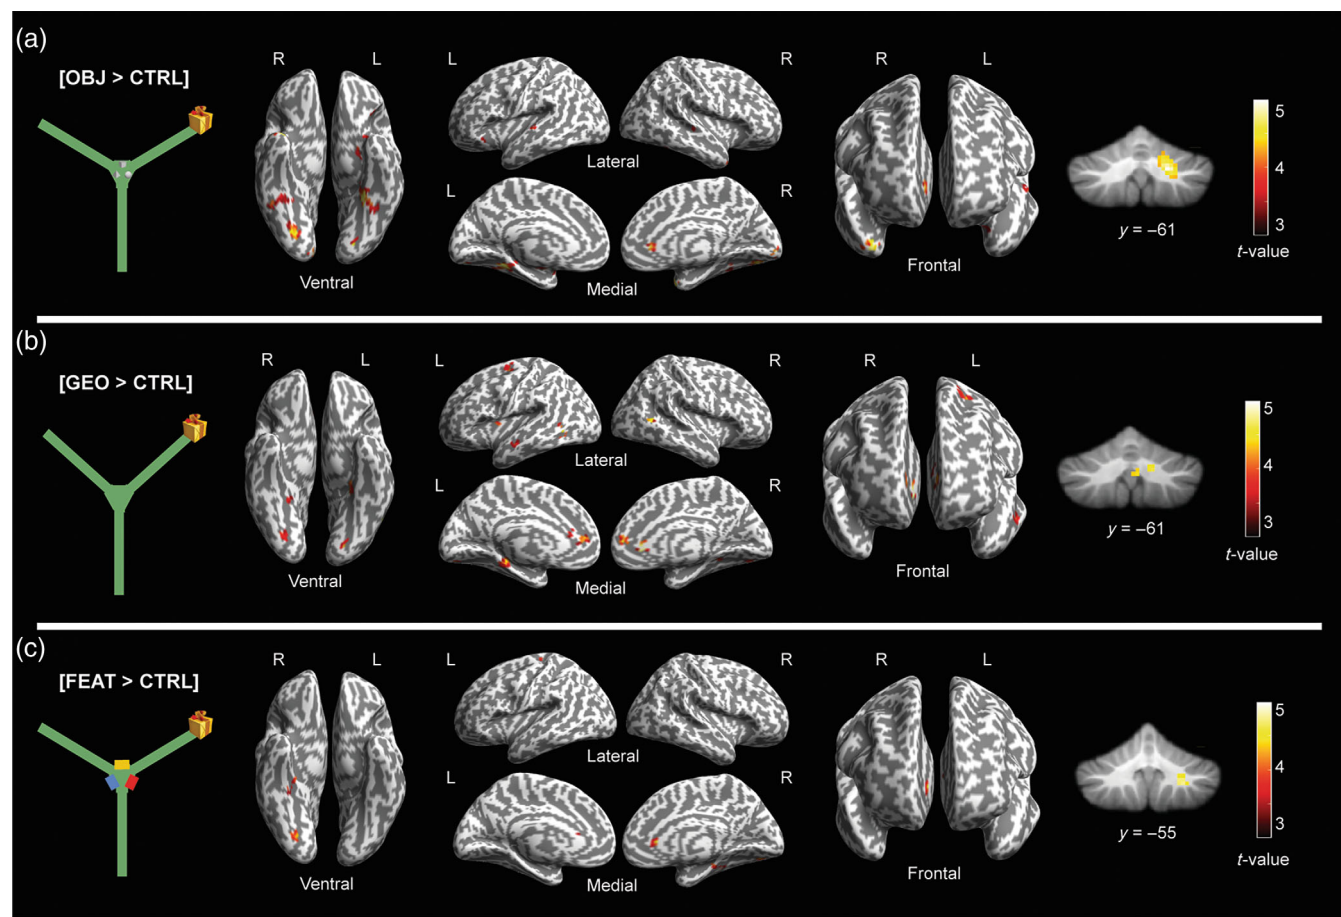 (a)
[OBJ > CTRL]
R L
L R
R L
Lateral
L R
Ventral
Medial
Frontal
y = –61
5
4
3
t-value
(b)
[GEO > CTRL]
R L
L R
R L
Lateral
L R
Ventral
Medial
Frontal
y = –61
5
4
3
t-value
(c)
[FEAT > CTRL]
R L
L R
R L
Lateral
L R
Ventral
Medial
Frontal
y = –55
5
4
3
t-value